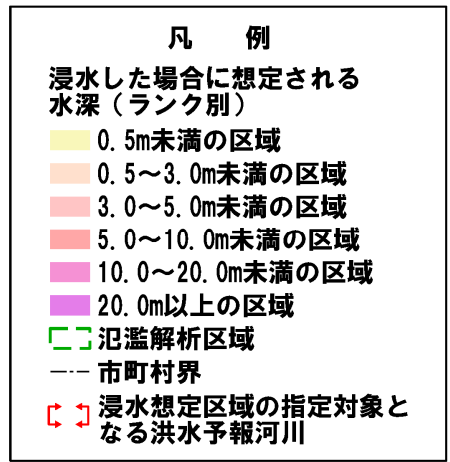 凡　例
浸水した場合に想定される
水深（ランク別）
0.5m未満の区域
0.5～3.0m未満の区域
3.0～5.0m未満の区域
5.0～10.0m未満の区域
10.0～20.0m未満の区域
20.0m以上の区域
氾濫解析区域
市町村界
浸水想定区域の指定対象と
なる洪水予報河川